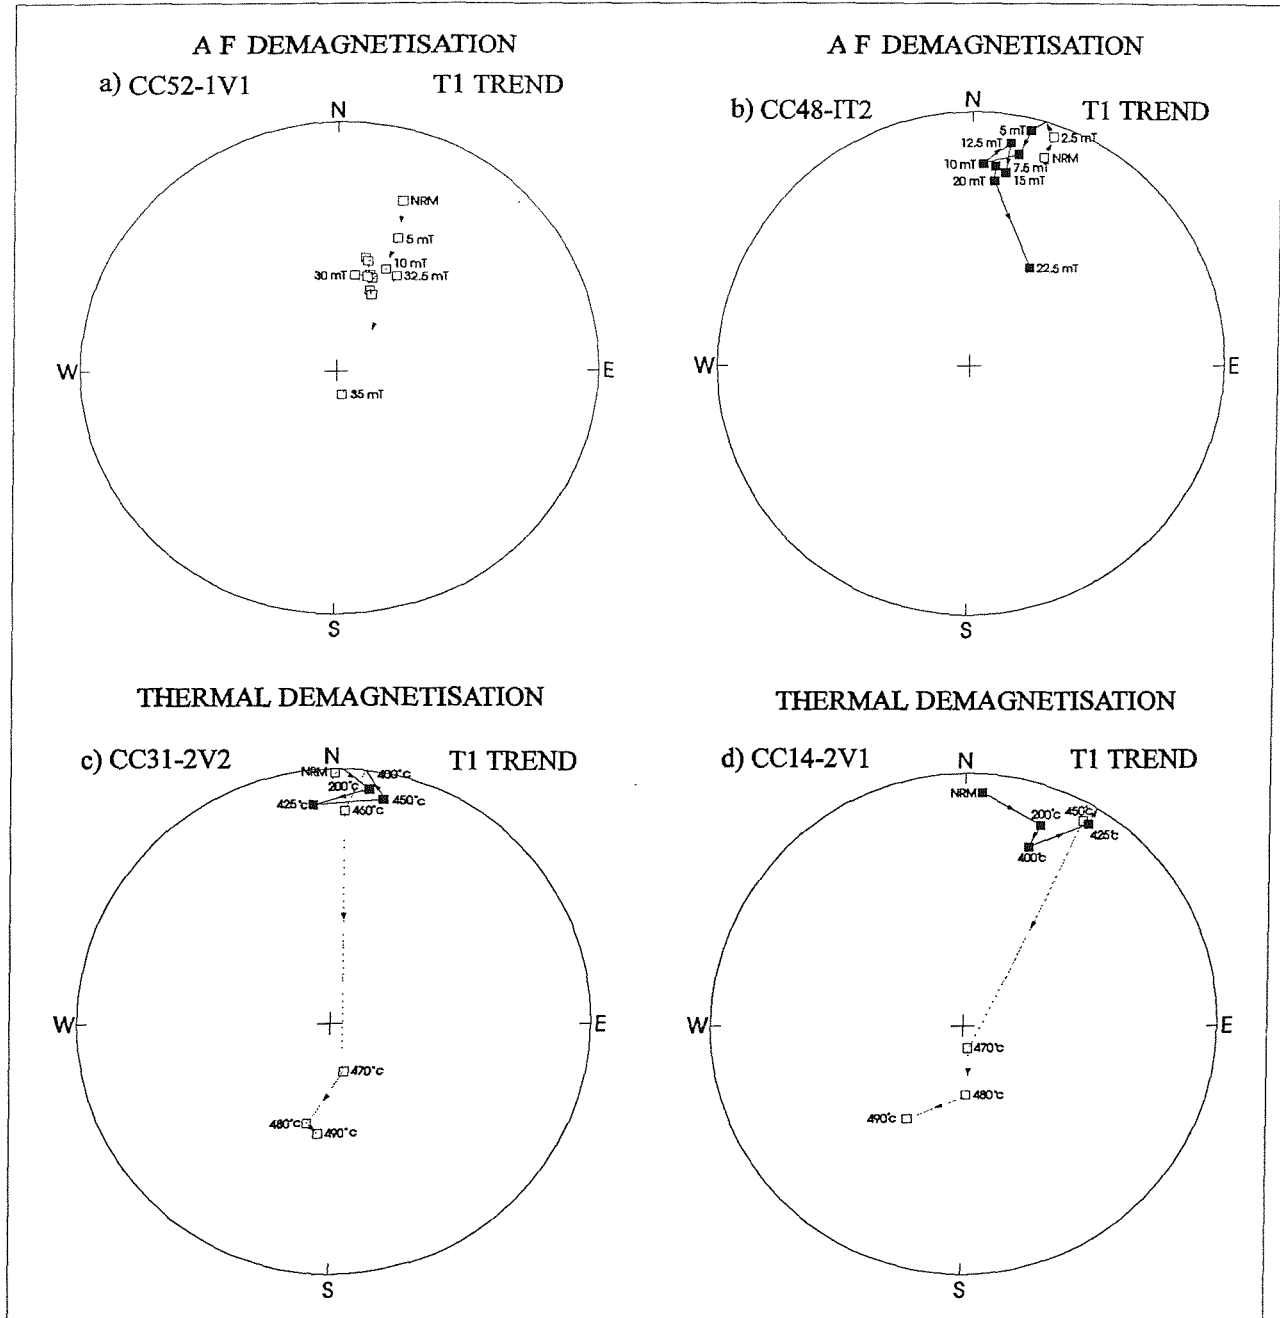 A F DEMAGNETISATION
a) CC52-1V1 T1 TREND
N
NRM
5 mT
10 mT
30 mT
32.5 mT
W
E
35 mT
S
A F DEMAGNETISATION
b) CC48-IT2 T1 TREND
N
5 mT
2.5 mT
12.5 mT
NRM
10 mT
7.5 mT
20 mT
15 mT
22.5 mT
W
E
S
THERMAL DEMAGNETISATION
c) CC31-2V2 T1 TREND
N
NRM
400°c
200°c
425°c
450°c
460°c
W
E
470°c
480°c
490°c
S
THERMAL DEMAGNETISATION
d) CC14-2V1 T1 TREND
N
NRM
200°c
450°c
425°c
400°c
W
E
470°c
480°c
490°c
S